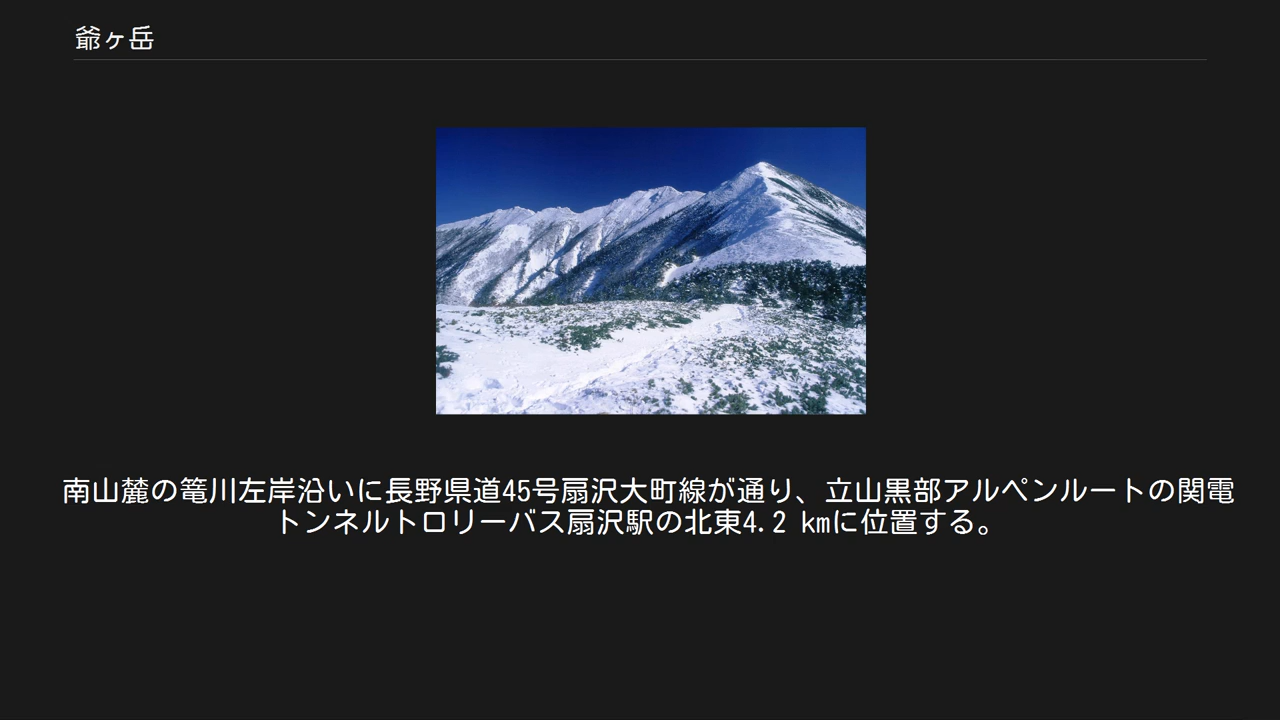 爺ヶ岳
南山麓の篭川左岸沿いに長野県道45号扇沢大町線が通り、立山黒部アルペンルートの関電
トンネルトロリーバス扇沢駅の北東4.2 kmに位置する。